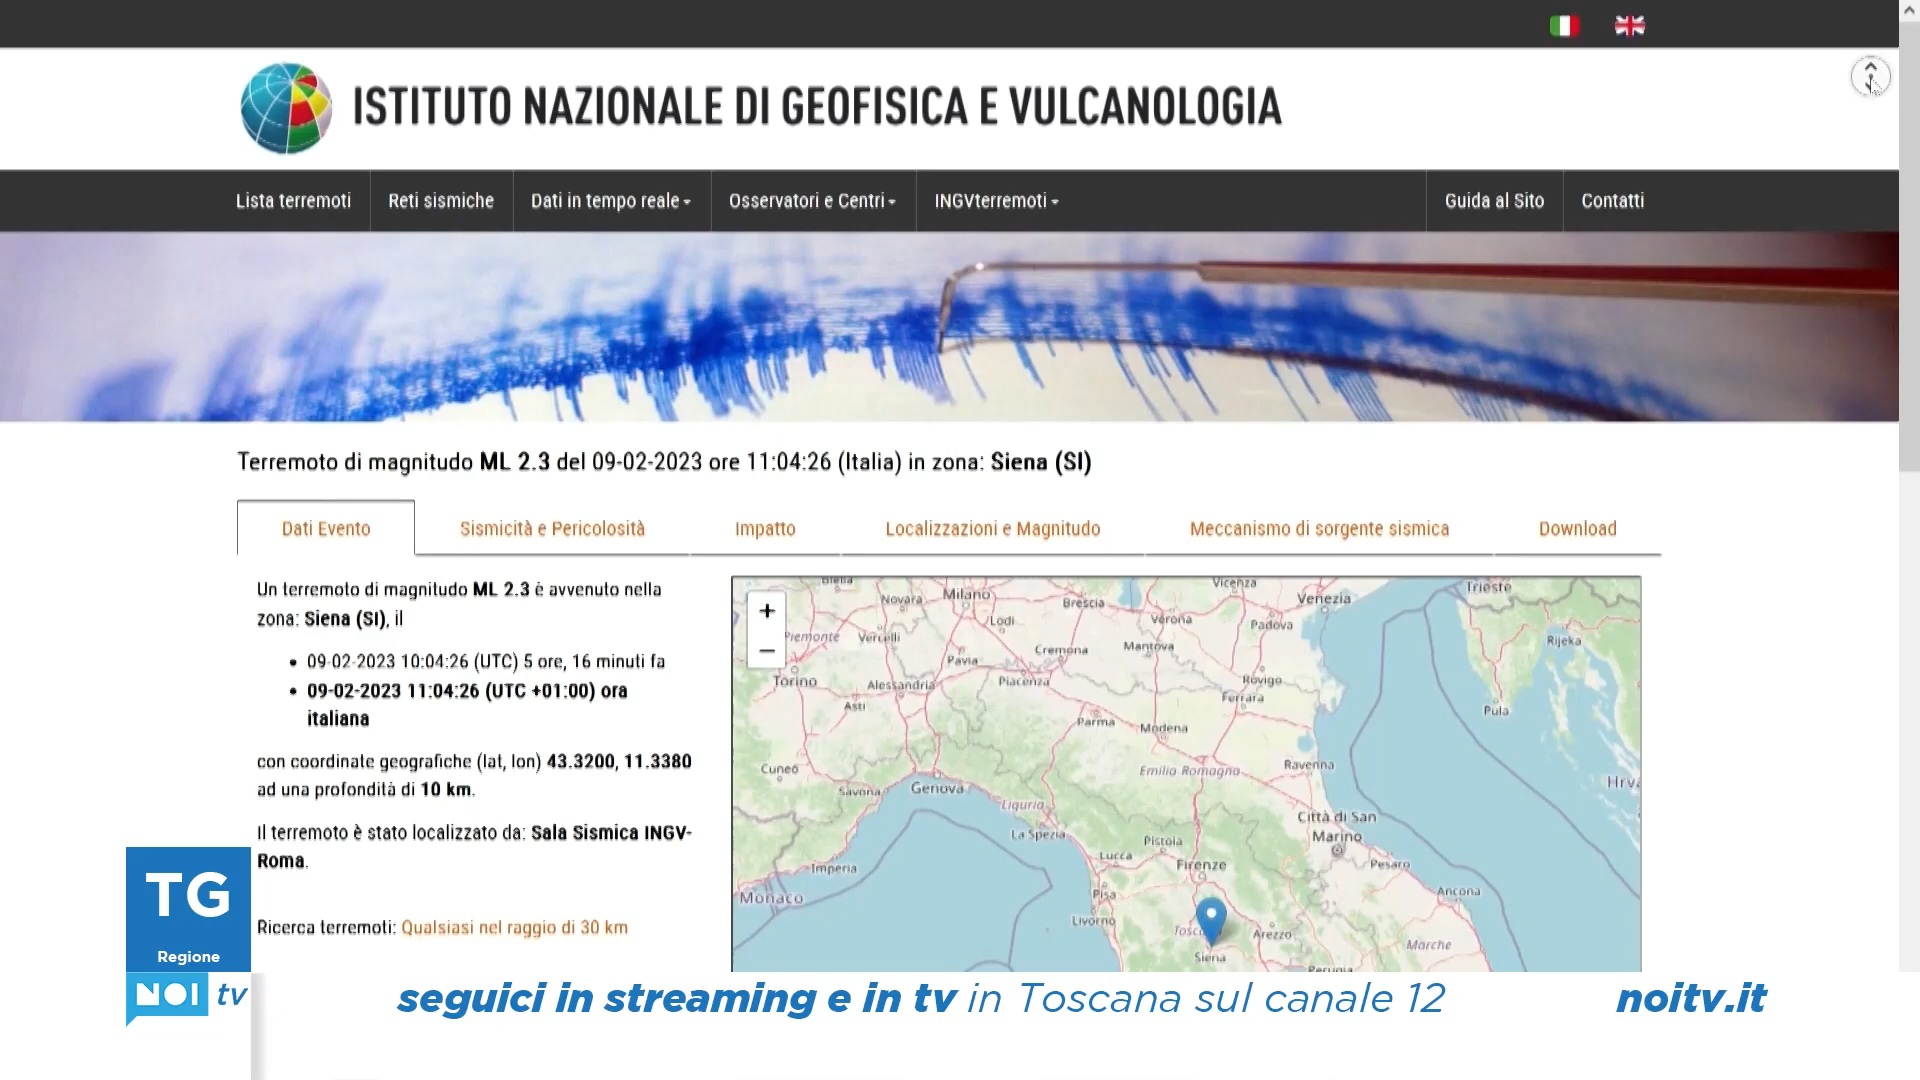 ISTITUTO NAZIONALE DI GEOFISICA E VULCANOLOGIA
Lista terremoti
Reti sismiche
Dati in tempo reale
Osservatori e Centri
INGVterremoti
Guida al Sito
Contatti
Terremoto di magnitudo ML 2.3 del 09-02-2023 ore 11:04:26 (Italia) in zona: Siena (SI)
Dati Evento
Sismicità e Pericolosità
Impatto
Localizzazioni e Magnitudo
Meccanismo di sorgente sismica
Download
Un terremoto di magnitudo ML 2.3 è avvenuto nella
zona: Siena (SI), il
• 09-02-2023 10:04:26 (UTC) 5 ore, 16 minuti fa
• 09-02-2023 11:04:26 (UTC +01:00) ora
italiana
con coordinate geografiche (lat, lon) 43.3200, 11.3380
ad una profondità di 10 km.
Il terremoto è stato localizzato da: Sala Sismica INGV-
Roma.
Ricerca terremoti: Qualsiasi nel raggio di 30 km
+
−
Biella
Novara
Milano
Brescia
Vicenza
Venezia
Trieste
Lodi
Verona
Padova
Piemonte
Vercelli
Rijeka
Pavia
Cremona
Mantova
Torino
Alessandria
Piacenza
Rovigo
Ferrara
Asti
Parma
Modena
Pula
Cuneo
Emilia Romagna
Ravenna
Savona
Genova
Hrv
Liguria
La Spezia
Pistoia
Città di San
Marino
Lucca
Firenze
Pesaro
Imperia
Monaco
Pisa
Ancona
Livorno
Tosca
Arezzo
Marche
Siena
Perugia
TG
Regione
NOI tv
seguici in streaming e in tv in Toscana sul canale 12
noitv.it